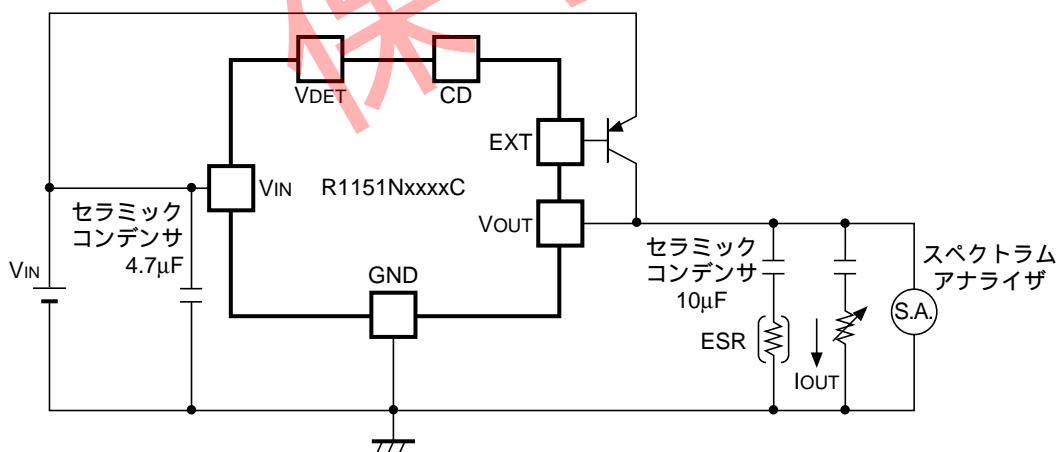 保
VDET
CD
EXT
VIN
R1151NxxxxC
セラミック
コンデンサ
4.7μF
VIN
GND
VOUT
セラミック
コンデンサ
10μF
ESR
IOUT
スペクトラム
アナライザ
S.A.